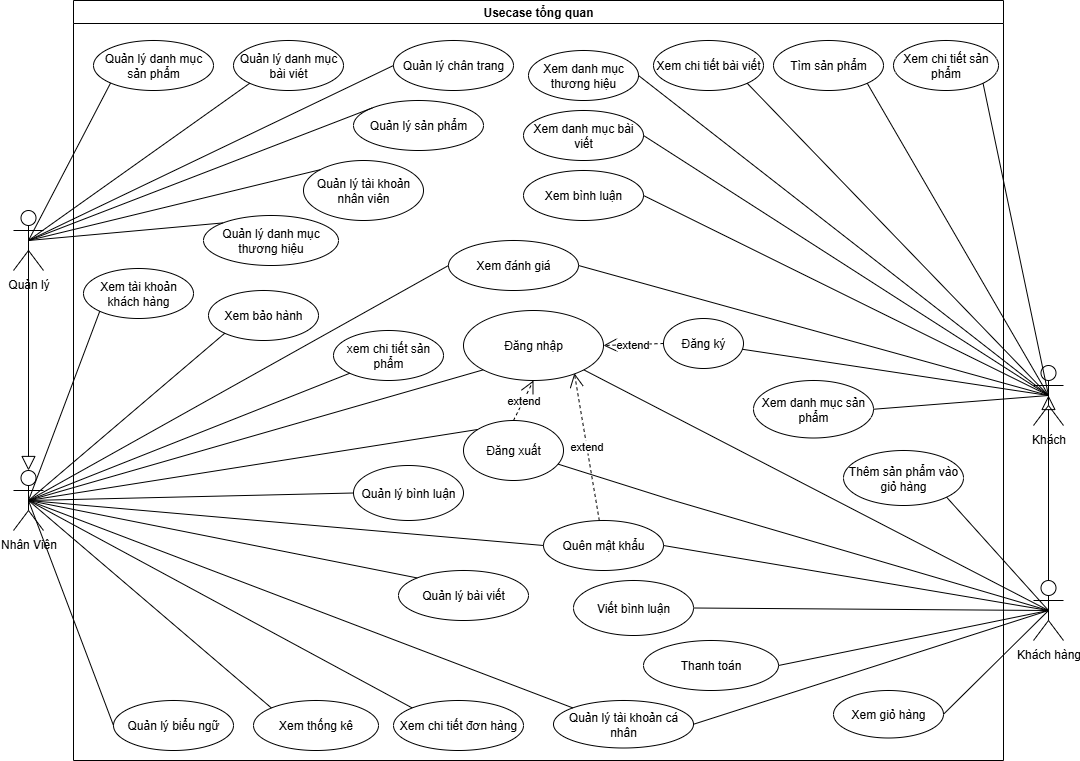 Usecase tổng quan
Quản lý danh mục
sản phẩm
Quản lý danh mục
bài viét
Quản lý chân trang
Xem danh mục
thương hiệu
Xem chi tiết bài viết
Tìm sản phẩm
Xem chi tiết sản
phẩm
Quản lý sản phẩm
Xem danh mục bài
viết
Quản lý tài khoản
nhân viên
Xem bình luận
Quản lý danh mục
thương hiệu
Quản lý
Xem đánh giá
Xem tài khoản
khách hàng
Xem bảo hành
xem chi tiết sản
phẩm
Đăng nhập
extend
Đăng ký
extend
Xem danh mục sản
phẩm
Khách
Đăng xuất
extend
Thêm sản phẩm vào
giỏ hàng
Quản lý bình luận
Nhân Viên
Quên mật khẩu
Quản lý bài viết
Viết bình luận
Khách hàng
Thanh toán
Quản lý biểu ngữ
Xem thống kê
Xem chi tiết đơn hàng
Quản lý tài khoản cá
nhân
Xem giỏ hàng